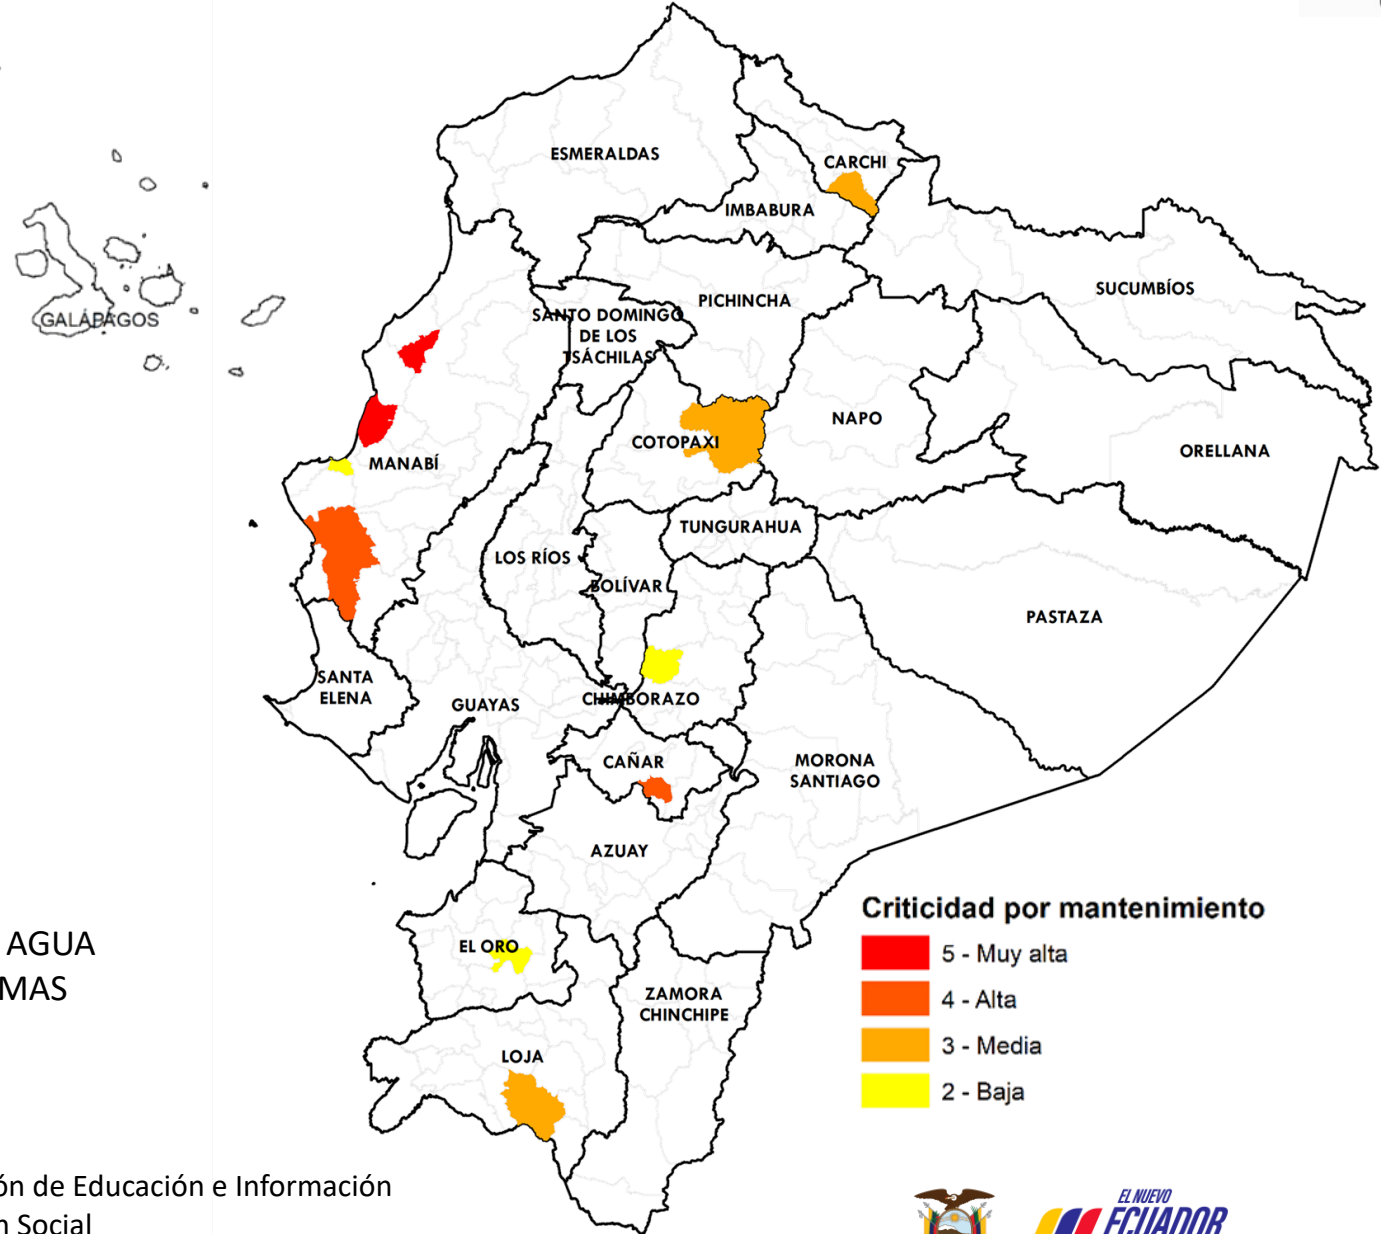 ESMERALDAS
CARCHI
IMBABURA
SUCUMBÍOS
PICHINCHA
GALÁPAGOS
SANTO DOMINGO
DE LOS
TSÁCHILAS
NAPO
COTOPAXI
ORELLANA
MANABÍ
TUNGURAHUA
LOS RÍOS
BOLÍVAR
PASTAZA
SANTA
ELENA
CHIMBORAZO
GUAYAS
CAÑAR
MORONA
SANTIAGO
AZUAY
EL ORO
ZAMORA
CHINCHIPE
LOJA
Criticidad por mantenimiento
5 - Muy alta
4 - Alta
3 - Media
2 - Baja
AGUA
MAS
ón de Educación e Información
n Social
EL NUEVO
ECUADOR